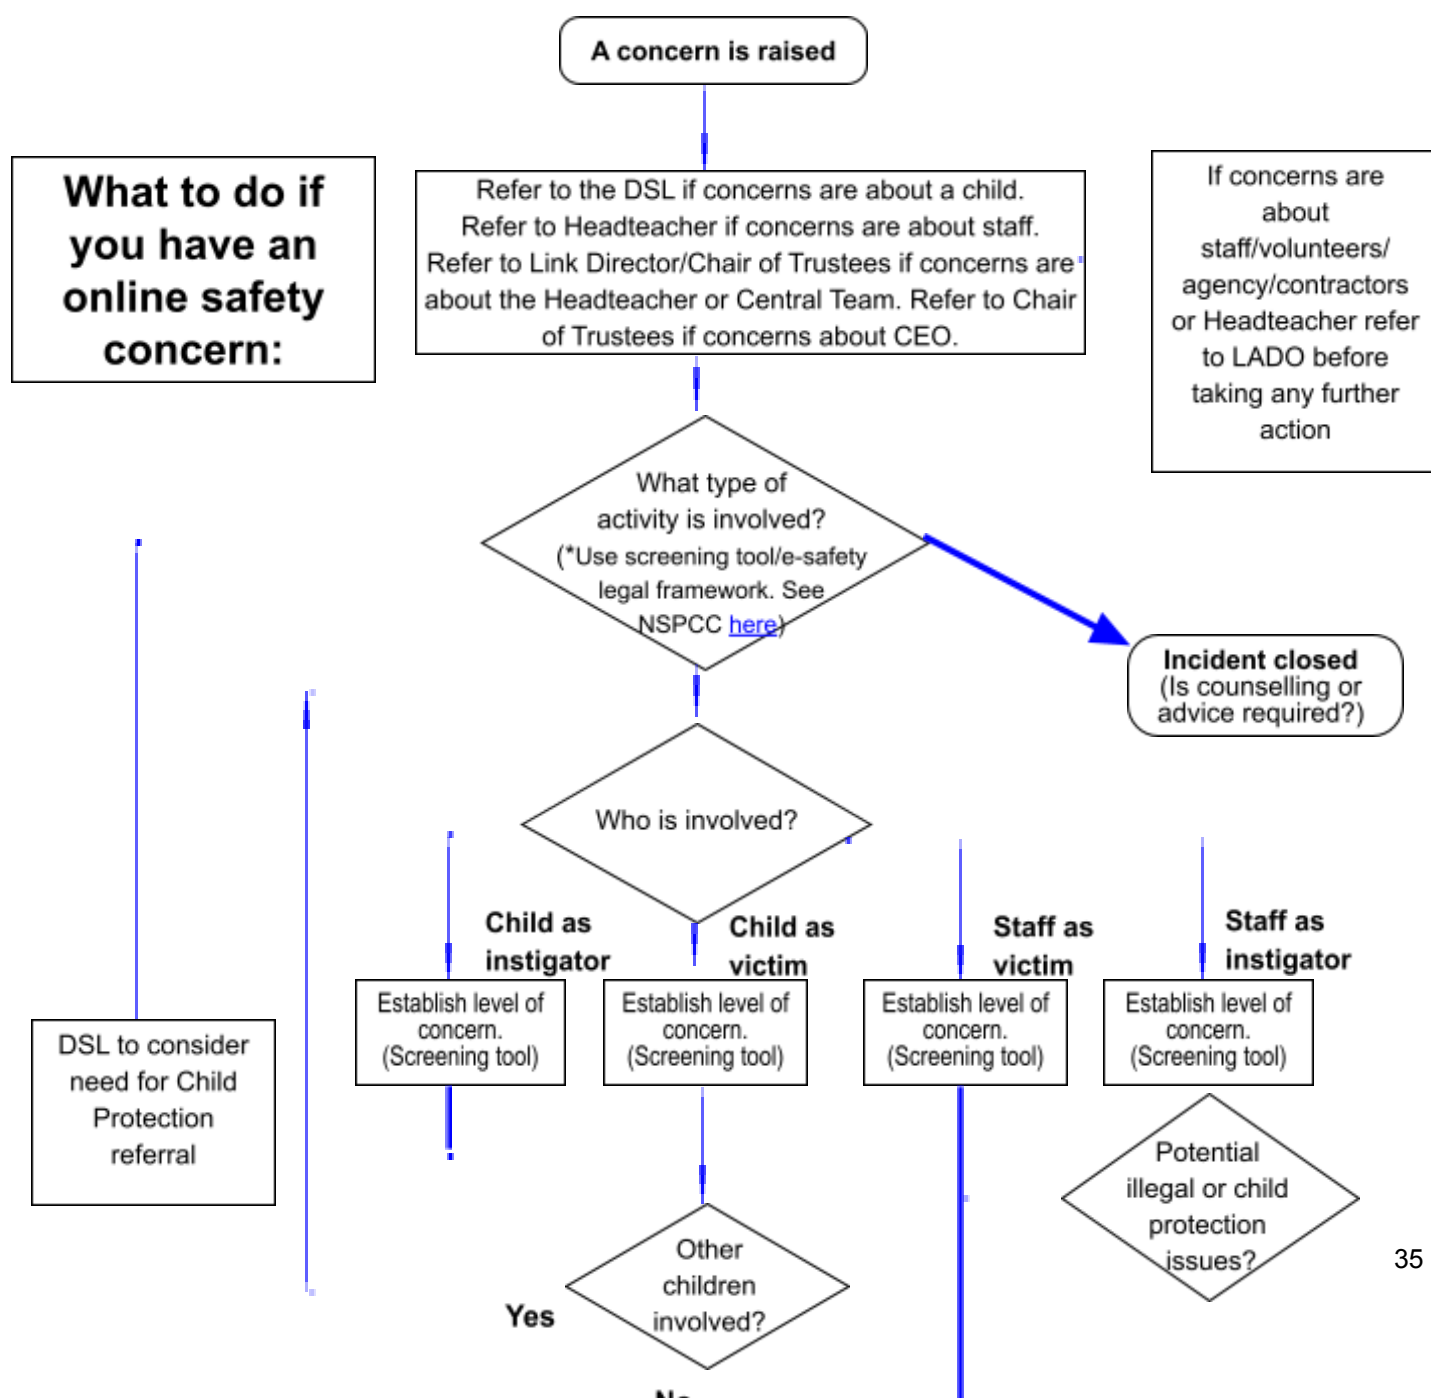 A concern is raised
What to do if
you have an
online safety
concern:
Refer to the DSL if concerns are about a child.
Refer to Headteacher if concerns are about staff.
Refer to Link Director/Chair of Trustees if concerns are
about the Headteacher or Central Team. Refer to Chair
of Trustees if concerns about CEO.
If concerns are
about
staff/volunteers/
agency/contractors
or Headteacher refer
to LADO before
taking any further
action
What type of
activity is involved?
(*Use screening tool/e-safety
legal framework. See
NSPCC here)
Incident closed
(Is counselling or
advice required?)
Who is involved?
Child as
instigator
Child as
victim
Staff as
victim
Staff as
instigator
Establish level of
concern.
(Screening tool)
Establish level of
concern.
(Screening tool)
Establish level of
concern.
(Screening tool)
Establish level of
concern.
(Screening tool)
DSL to consider
need for Child
Protection
referral
Potential
illegal or child
protection
issues?
Other
children
involved?
Yes
No
35